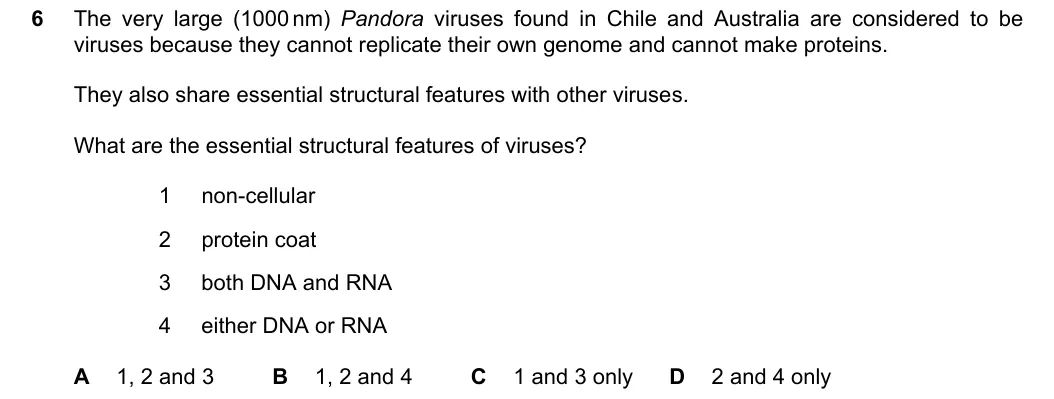 6 The very large (1000 nm) Pandora viruses found in Chile and Australia are considered to be
viruses because they cannot replicate their own genome and cannot make proteins.
They also share essential structural features with other viruses.
What are the essential structural features of viruses?
1 non-cellular
2 protein coat
3 both DNA and RNA
4 either DNA or RNA
A 1, 2 and 3 B 1, 2 and 4 C 1 and 3 only D 2 and 4 only